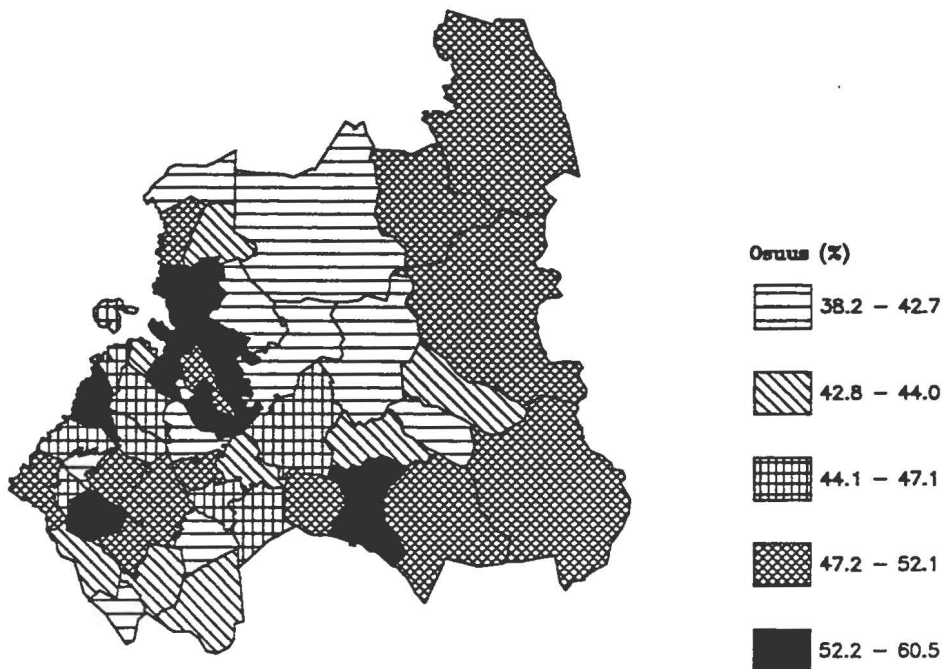 Osuus (%)
38.2 – 42.7
42.8 – 44.0
44.1 – 47.1
47.2 – 52.1
52.2 – 60.5